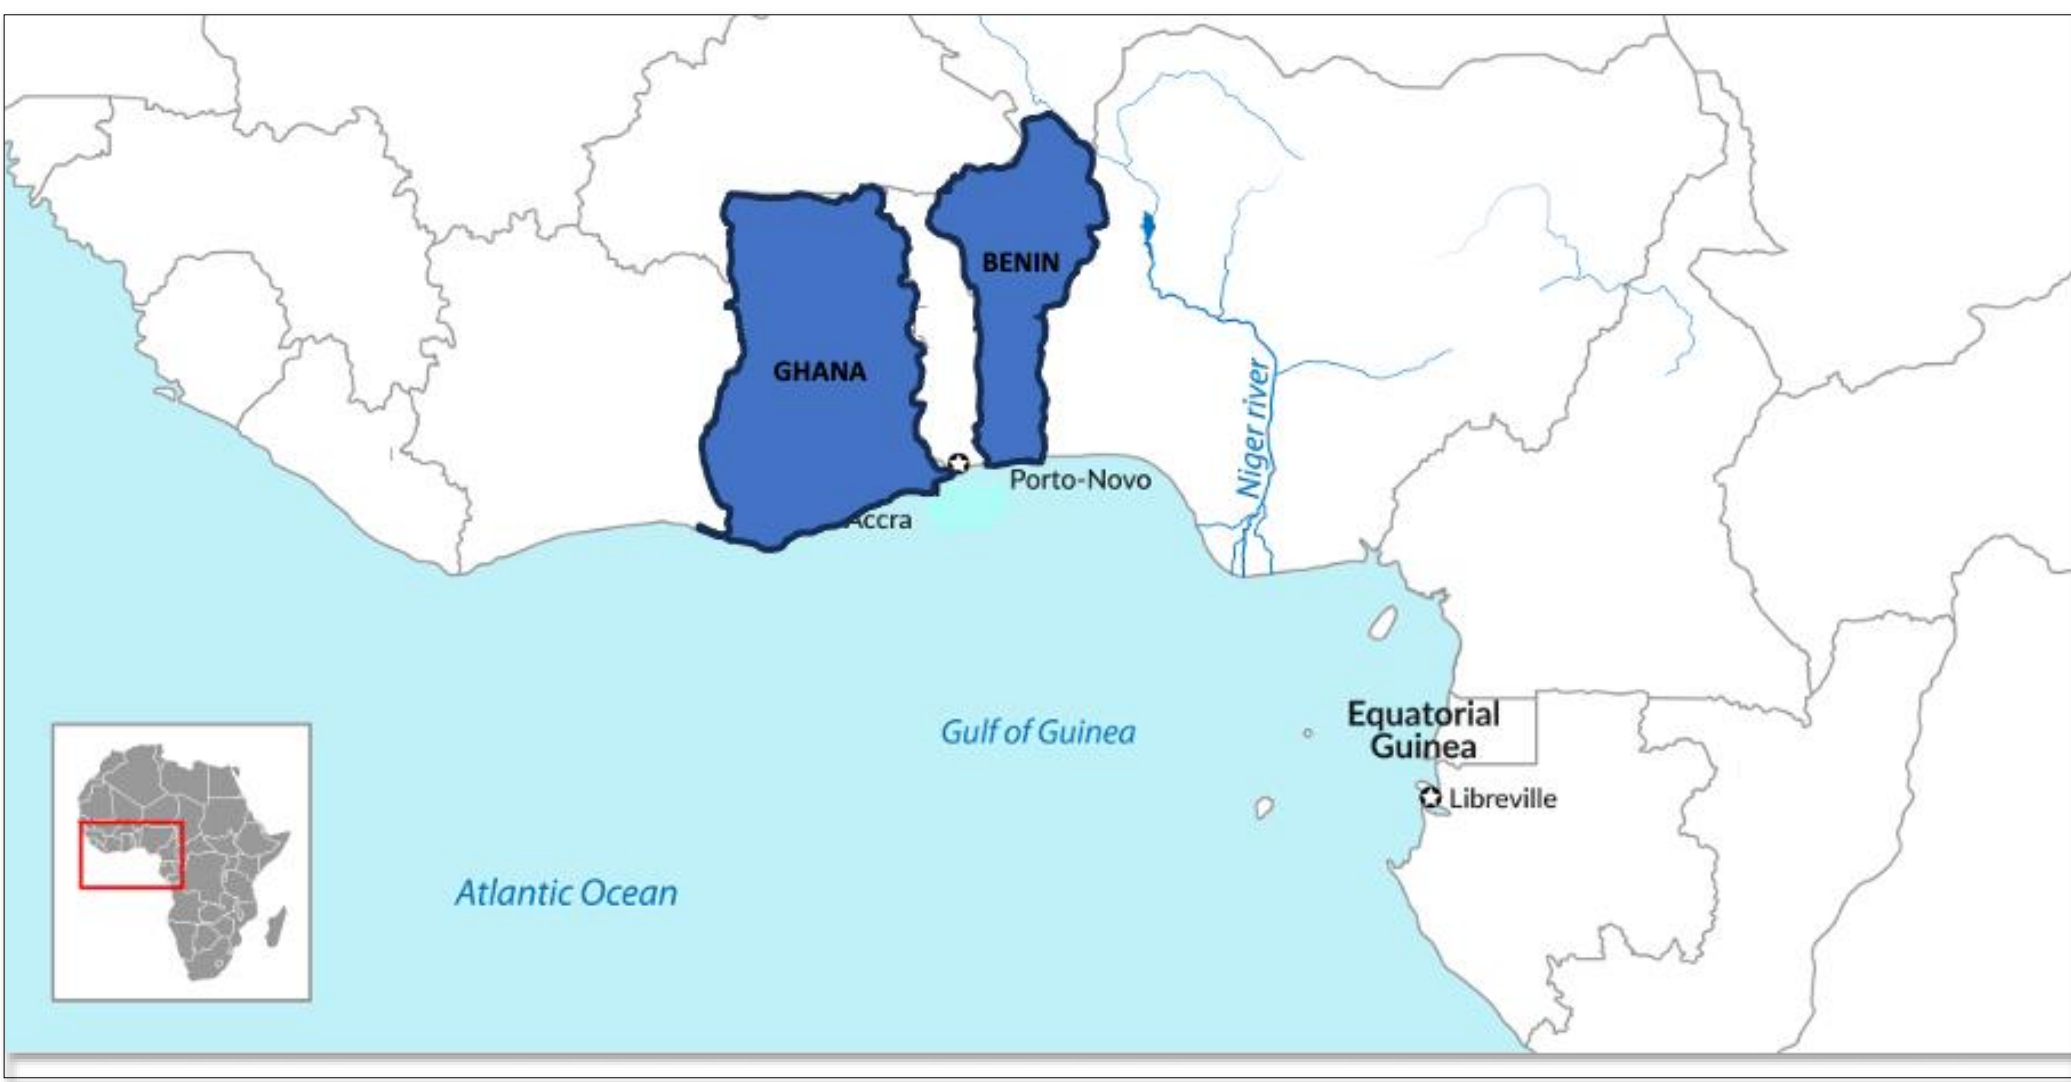 BENIN
GHANA
Niger river
Porto-Novo
Accra
Equatorial
Guinea
Gulf of Guinea
Libreville
Atlantic Ocean